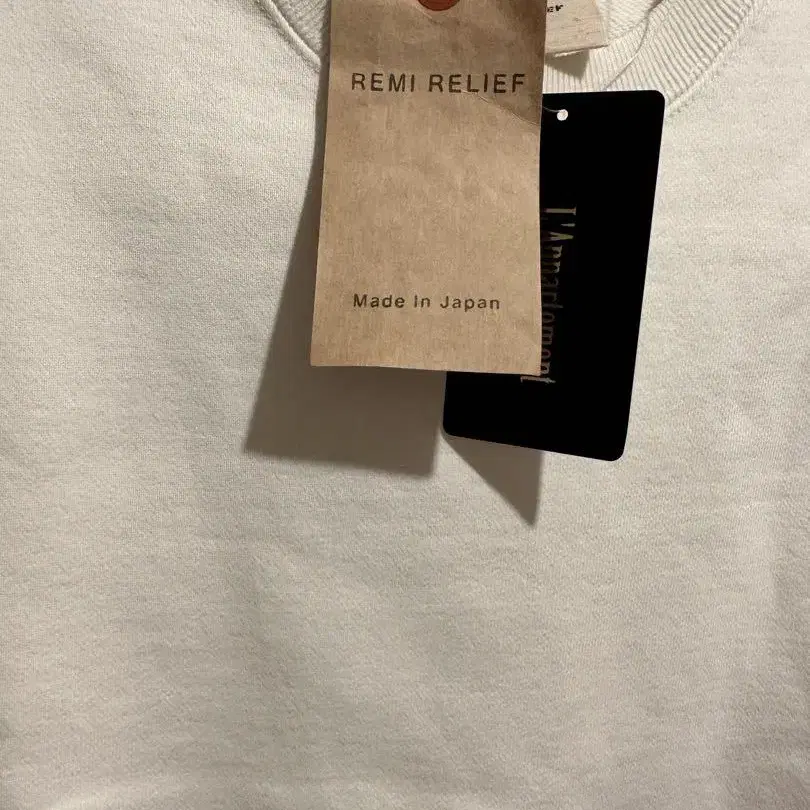 REMI RELIEF
Made In Japan
L'Appartement